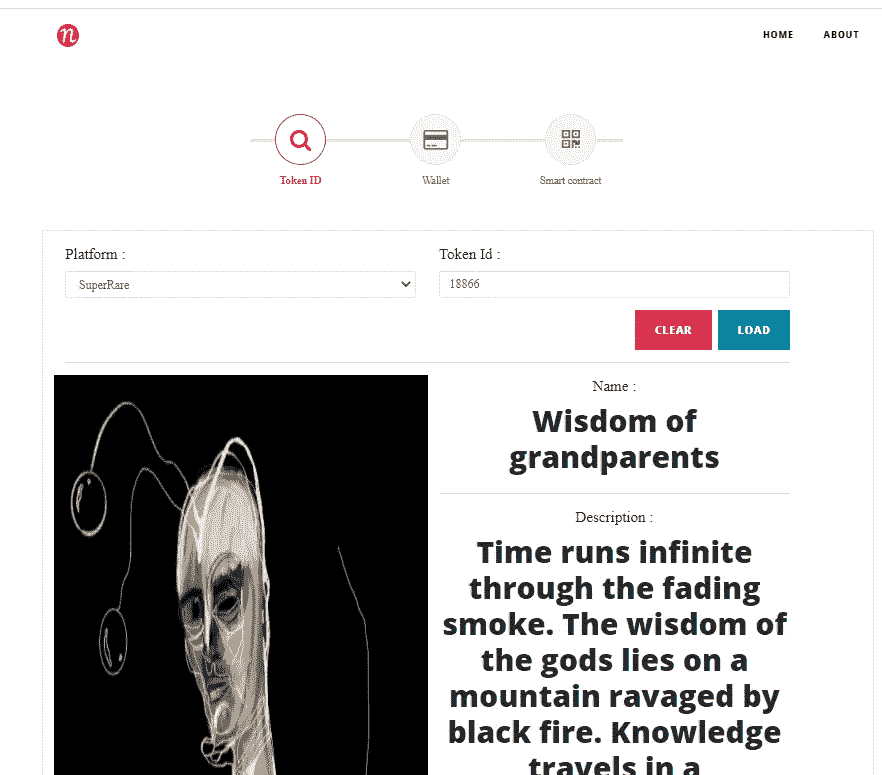 n
HOME ABOUT
Token ID Wallet Smart contract
Platform : Token Id :
SuperRare 18866
CLEAR LOAD
Name :
Wisdom of
grandparents
Description :
Time runs infinite
through the fading
smoke. The wisdom of
the gods lies on a
mountain ravaged by
black fire. Knowledge
travels in a